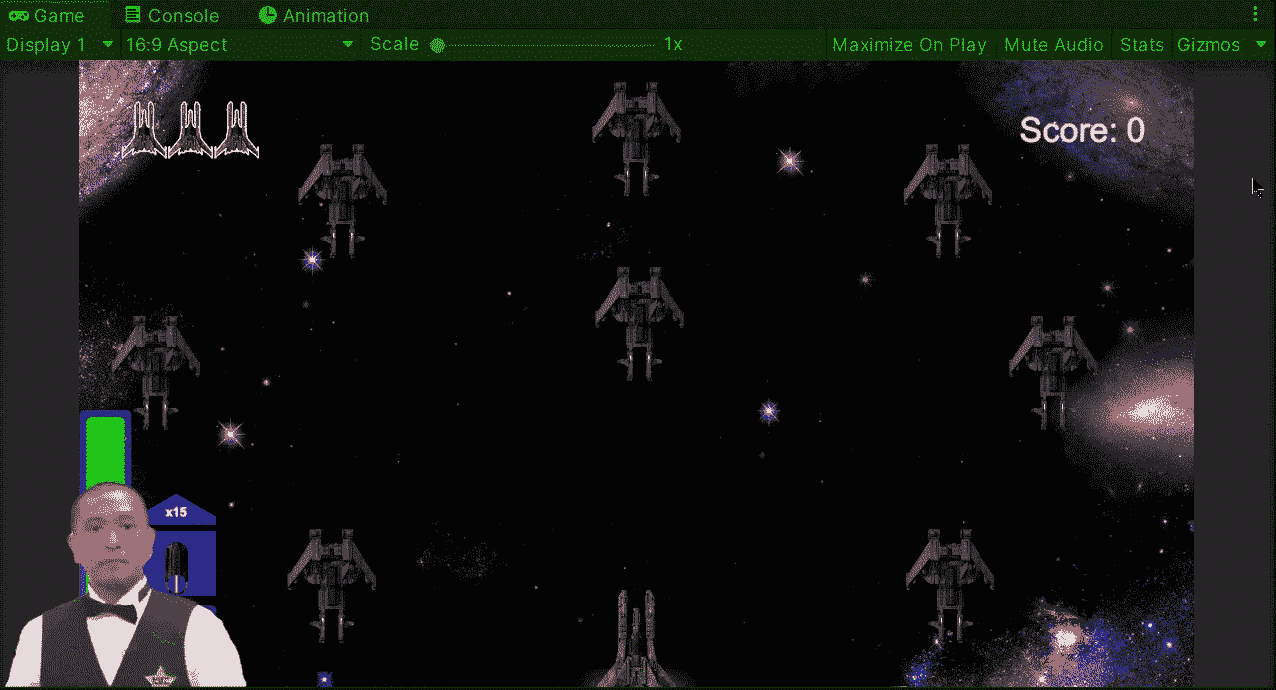 Game Console Animation
Display 1 16:9 Aspect Scale 1x Maximize On Play Mute Audio Stats Gizmos
Score: 0
x15